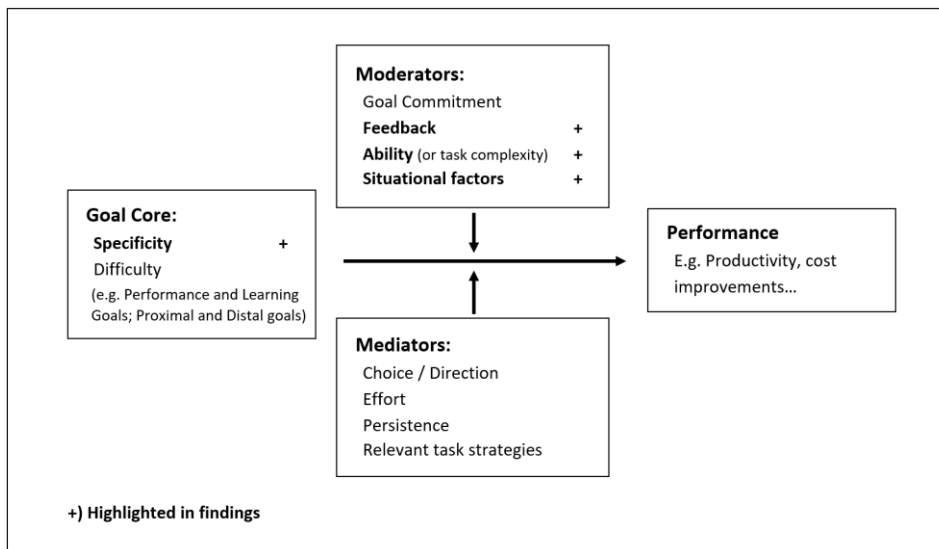 Moderators:
Goal Commitment
Feedback +
Ability (or task complexity) +
Situational factors +
Goal Core:
Specificity +
Difficulty
(e.g. Performance and Learning
Goals; Proximal and Distal goals)
Performance
E.g. Productivity, cost
improvements...
Mediators:
Choice / Direction
Effort
Persistence
Relevant task strategies
+) Highlighted in findings